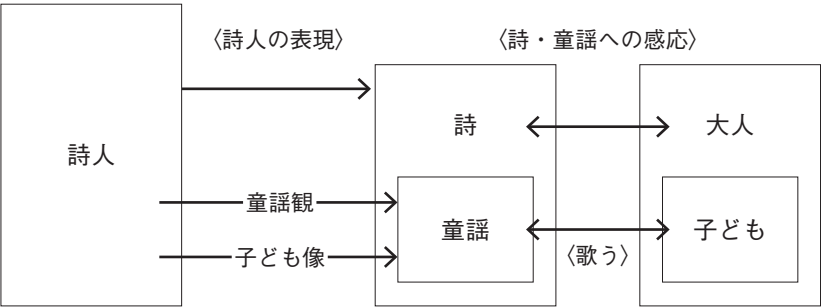 〈詩人の表現〉
〈詩・童謡への感応〉
詩人
詩
大人
童謡観
童謡
子ども
子ども像
〈歌う〉